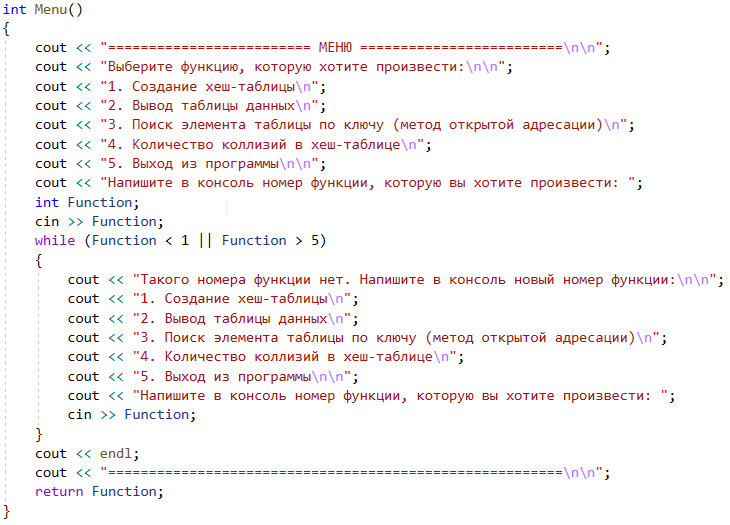 int Menu()
{
cout << "========================= МЕНЮ =========================\n\n";
cout << "Выберите функцию, которую хотите произвести:\n\n";
cout << "1. Создание хеш-таблицы\n";
cout << "2. Вывод таблицы данных\n";
cout << "3. Поиск элемента таблицы по ключу (метод открытой адресации)\n";
cout << "4. Количество коллизий в хеш-таблице\n";
cout << "5. Выход из программы\n\n";
cout << "Напишите в консоль номер функции, которую вы хотите произвести: ";
int Function;
cin >> Function;
while (Function < 1 || Function > 5)
{
cout << "Такого номера функции нет. Напишите в консоль новый номер функции:\n\n";
cout << "1. Создание хеш-таблицы\n";
cout << "2. Вывод таблицы данных\n";
cout << "3. Поиск элемента таблицы по ключу (метод открытой адресации)\n";
cout << "4. Количество коллизий в хеш-таблице\n";
cout << "5. Выход из программы\n\n";
cout << "Напишите в консоль номер функции, которую вы хотите произвести: ";
cin >> Function;
}
cout << endl;
cout << "========================================================\n\n";
return Function;
}